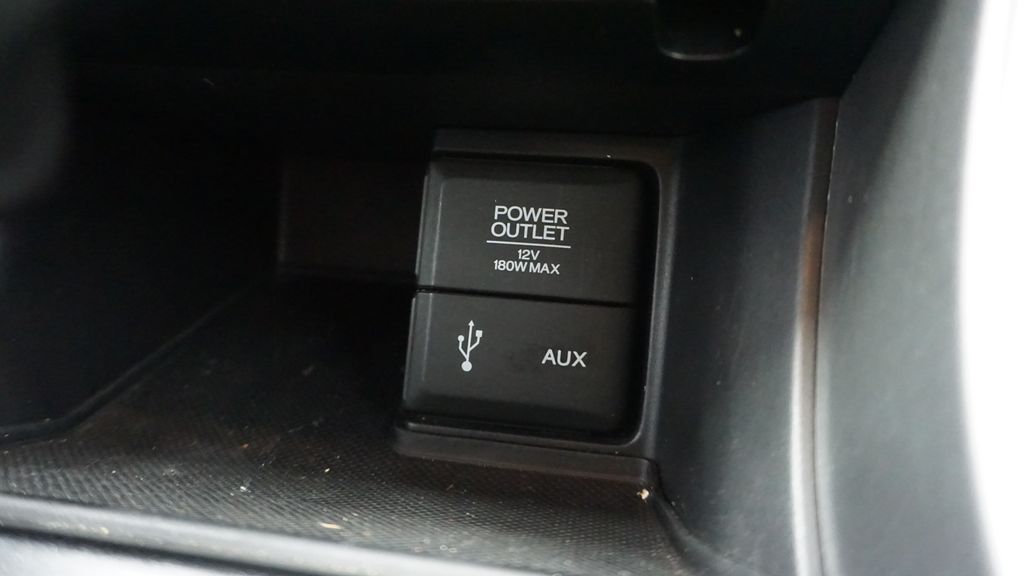 POWER
OUTLET
12V
180W MAX
AUX